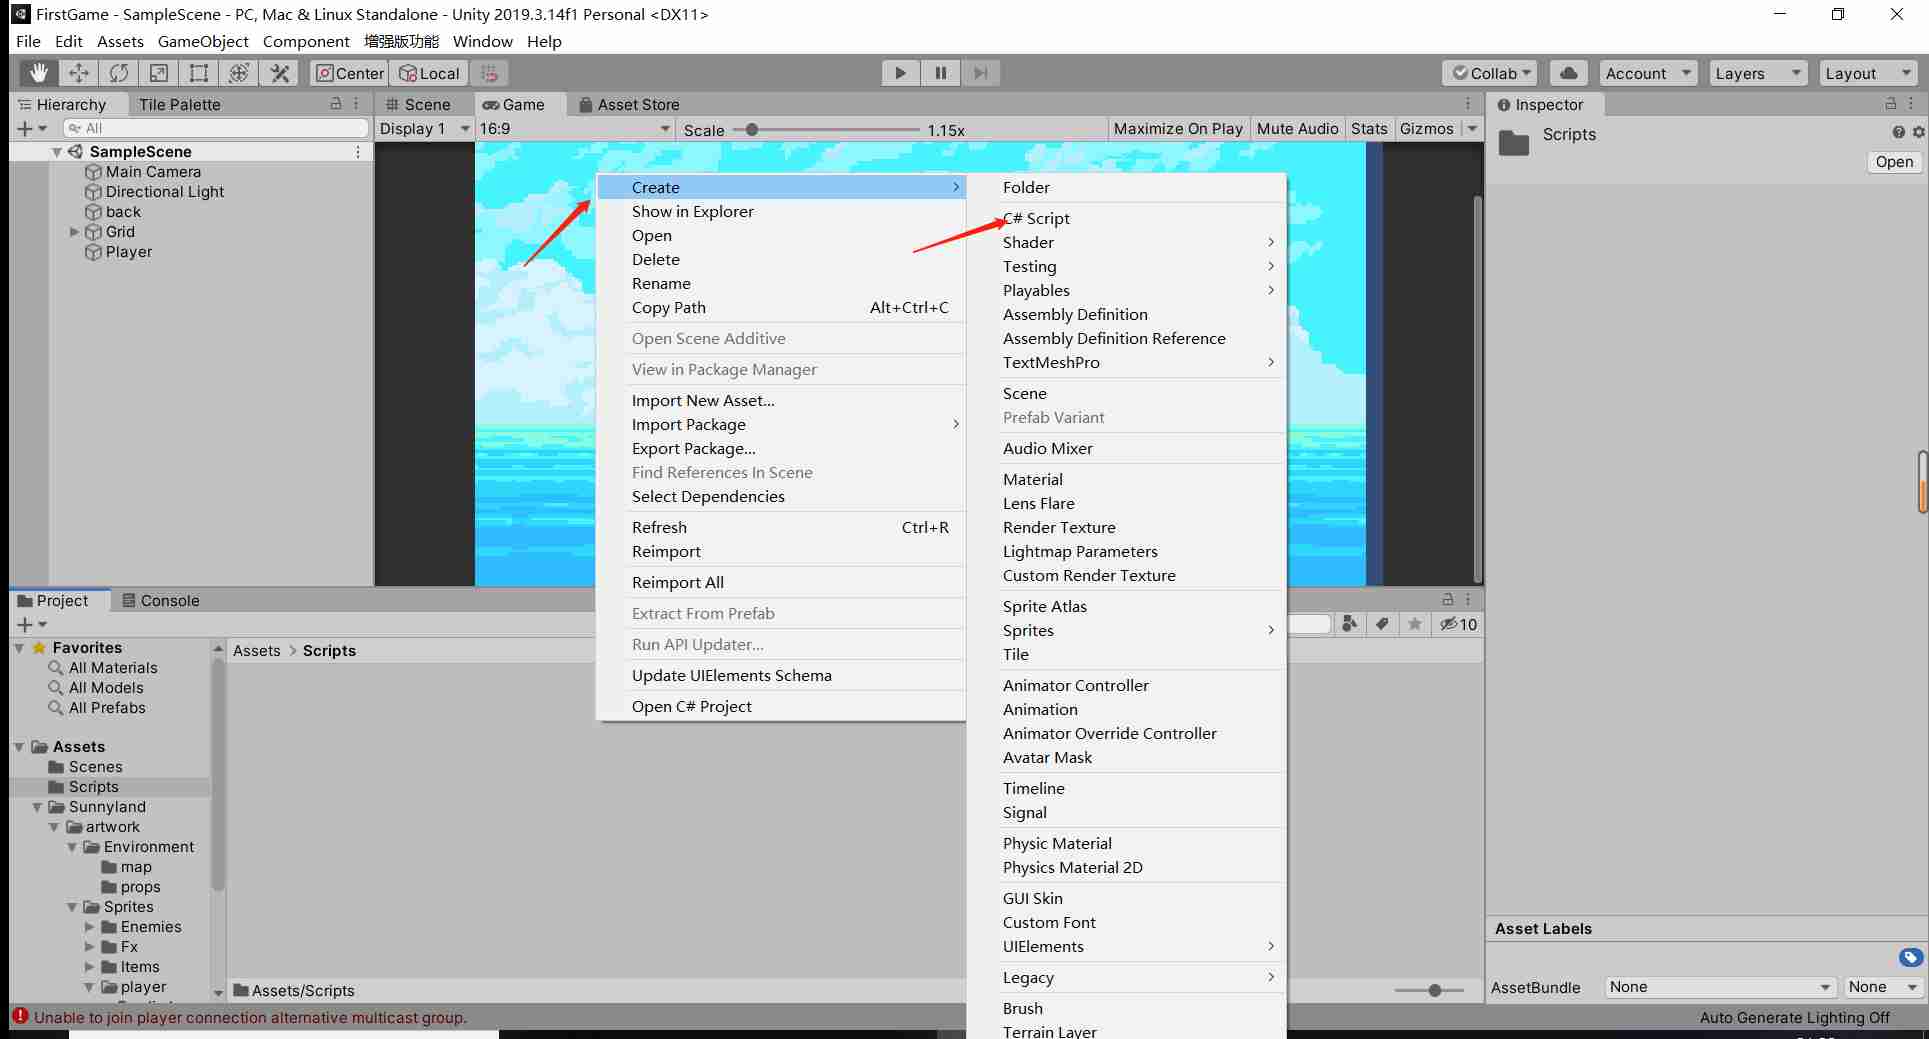 FirstGame - SampleScene - PC, Mac & Linux Standalone - Unity 2019.3.14f1 Personal <DX11>
File Edit Assets GameObject Component 增强版功能 Window Help
Center Local Collab Account Layers Layout
Hierarchy Tile Palette
All
SampleScene
Main Camera
Directional Light
back
Grid
Player
Scene Game Asset Store
Display 1 16:9 Scale 1.15x Maximize On Play Mute Audio Stats Gizmos
Create
Show in Explorer
Open
Delete
Rename
Copy Path Alt+Ctrl+C
Open Scene Additive
View in Package Manager
Import New Asset...
Import Package
Export Package...
Find References In Scene
Select Dependencies
Refresh Ctrl+R
Reimport
Reimport All
Extract From Prefab
Run API Updater...
Update UIElements Schema
Open C# Project
Folder
C# Script
Shader
Testing
Playables
Assembly Definition
Assembly Definition Reference
TextMeshPro
Scene
Prefab Variant
Audio Mixer
Material
Lens Flare
Render Texture
Lightmap Parameters
Custom Render Texture
Sprite Atlas
Sprites
Tile
Animator Controller
Animation
Animator Override Controller
Avatar Mask
Timeline
Signal
Physic Material
Physics Material 2D
GUI Skin
Custom Font
UIElements
Legacy
Brush
Terrain Layer
Inspector
Scripts
Open
Asset Labels
AssetBundle None None
Project Console
10
Favorites
All Materials
All Models
All Prefabs
Assets
Scenes
Scripts
Sunnyland
artwork
Environment
map
props
Sprites
Enemies
Fx
Items
player
Assets > Scripts
Assets/Scripts
Unable to join player connection alternative multicast group.
Auto Generate Lighting Off